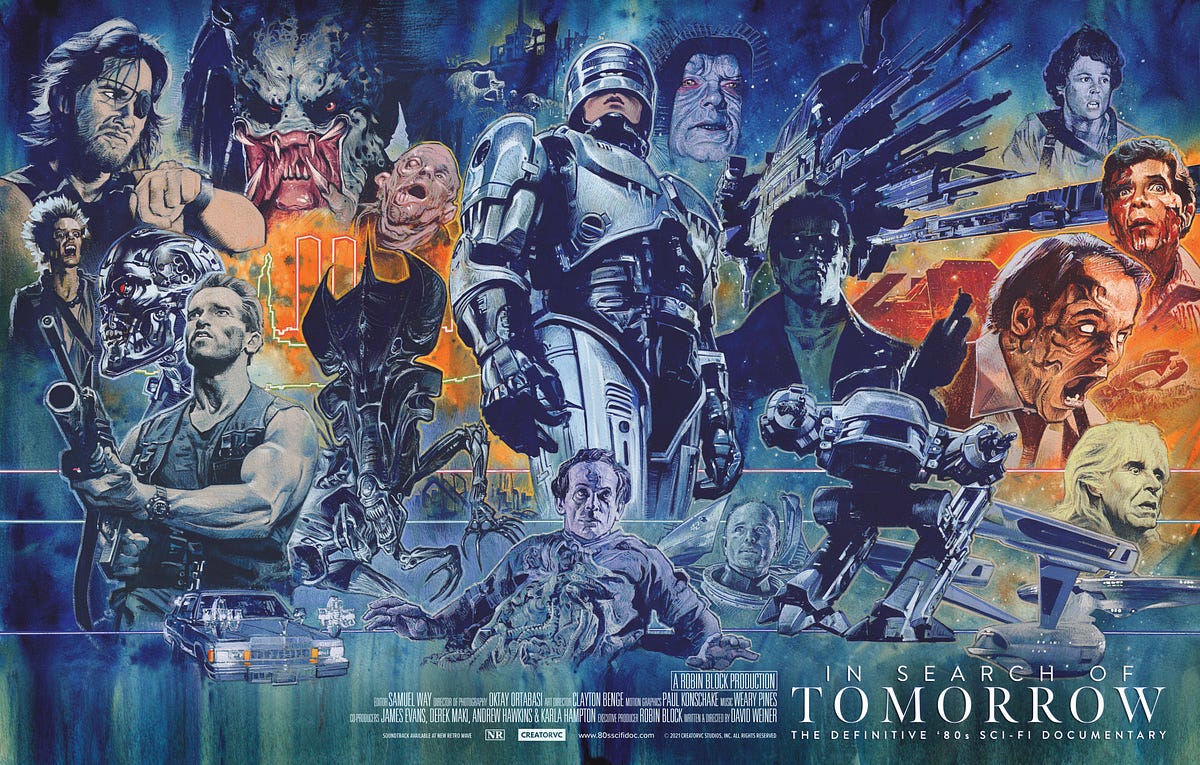 A ROBIN BLOCK PRODUCTION
EDITOR SAMUEL WAY DIRECTOR OF PHOTOGRAPHY OKTAY ORTABASI ART DIRECTOR CLAYTON BENGE MOTION GRAPHICS PAUL KONSCHAKE MUSIC WEARY PINES
CO-PRODUCERS JAMES EVANS, DEREK MAKI, ANDREW HAWKINS & KARLA HAMPTON EXECUTIVE PRODUCER ROBIN BLOCK WRITTEN & DIRECTED BY DAVID WEINER
SOUNDTRACK AVAILABLE AT NEW RETRO WAVE NR CREATORVC www.80sscifidoc.com © 2021 CREATORVC STUDIOS, INC. ALL RIGHTS RESERVED
IN SEARCH OF
TOMORROW
THE DEFINITIVE '80s SCI-FI DOCUMENTARY